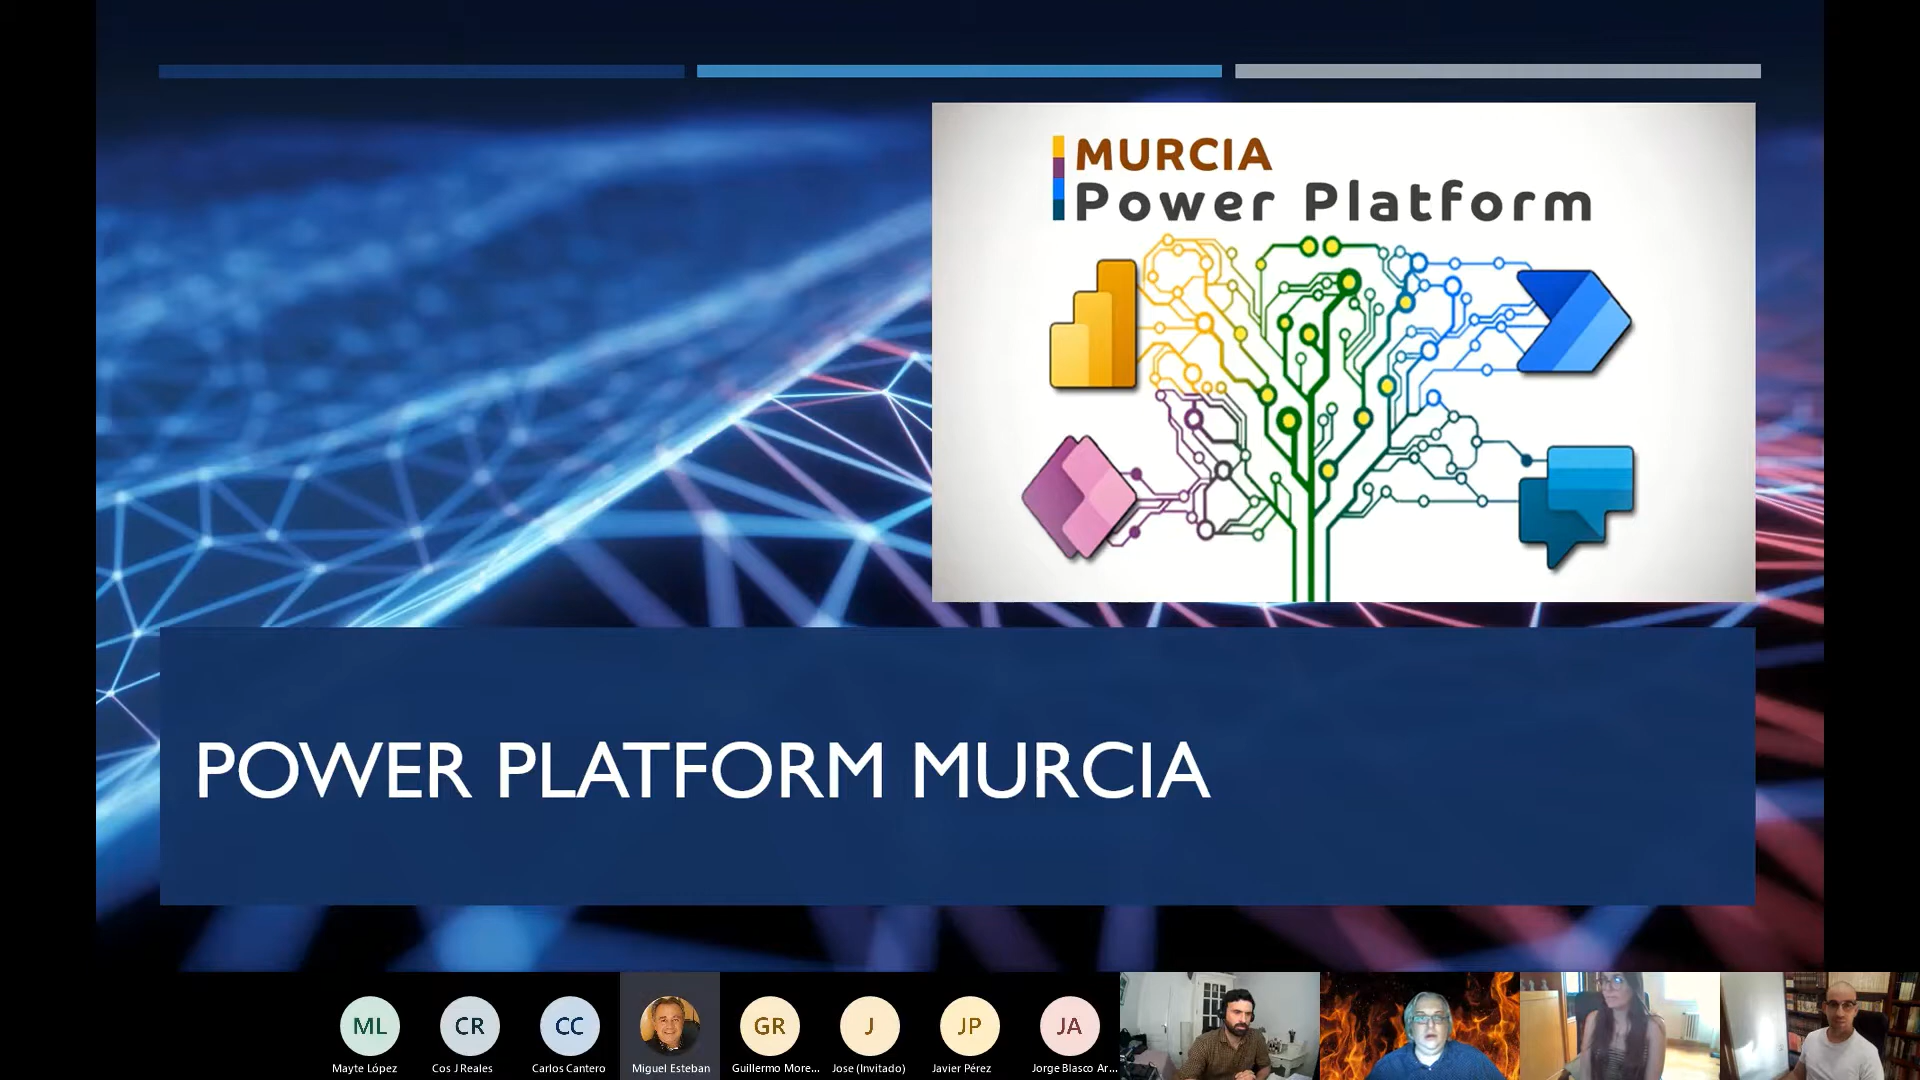 MURCIA
Power Platform
POWER PLATFORM MURCIA
ML
CR
CC
GR
J
JP
JA
Mayte López
Cos J Reales
Carlos Cantero
Miguel Esteban
Guillermo More...
Jose (Invitado)
Javier Pérez
Jorge Blasco Ar...